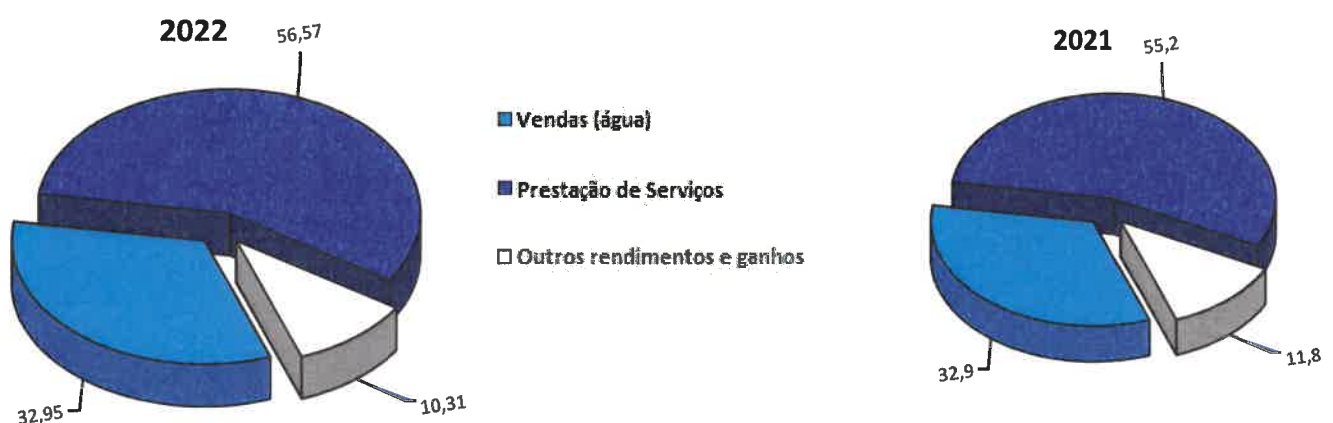 2022
56,57
32,95
10,31
Vendas (água)
Prestação de Serviços
Outros rendimentos e ganhos
2021
55,2
32,9
11,8